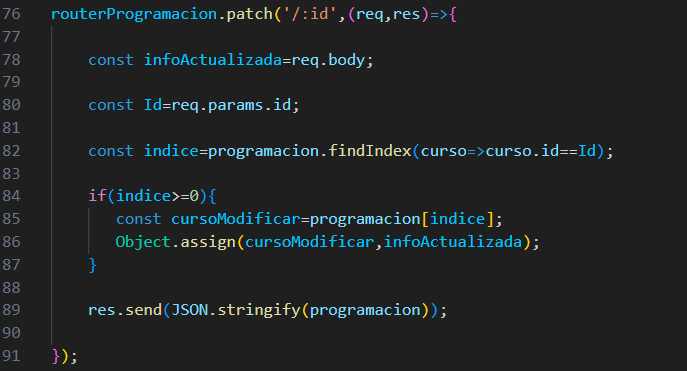 76 routerProgramacion.patch('/:id',(req,res)=>{
77
78 const infoActualizada=req.body;
79
80 const Id=req.params.id;
81
82 const indice=programacion.findIndex(curso=>curso.id==Id);
83
84 if(indice>=0){
85 const cursoModificar=programacion[indice];
86 Object.assign(cursoModificar,infoActualizada);
87 }
88
89 res.send(JSON.stringify(programacion));
90
91 });